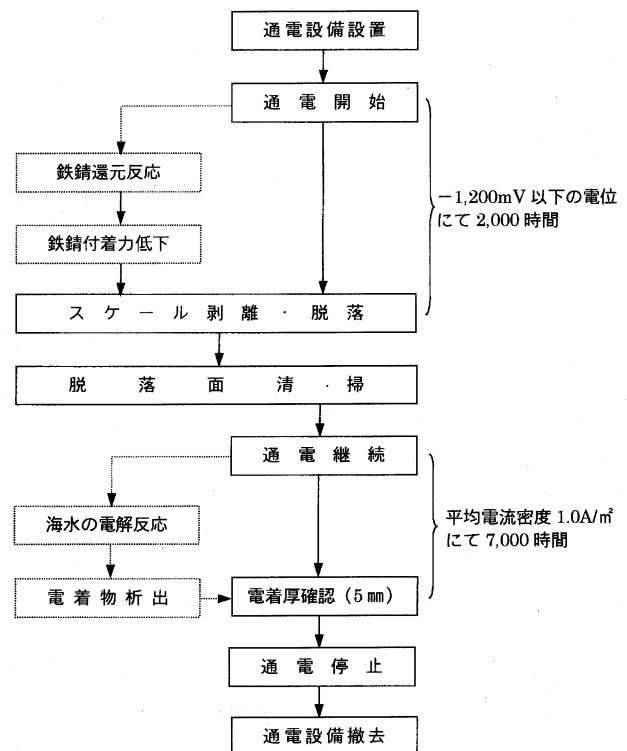 通電設備設置
通電開始
鉄錆還元反応
鉄錆付着力低下
－1,200mV 以下の電位
にて 2,000 時間
スケール剥離・脱落
脱落面清・掃
通電継続
海水の電解反応
電着物析出
平均電流密度 1.0A/㎡
にて 7,000 時間
電着厚確認（5㎜）
通電停止
通電設備撤去